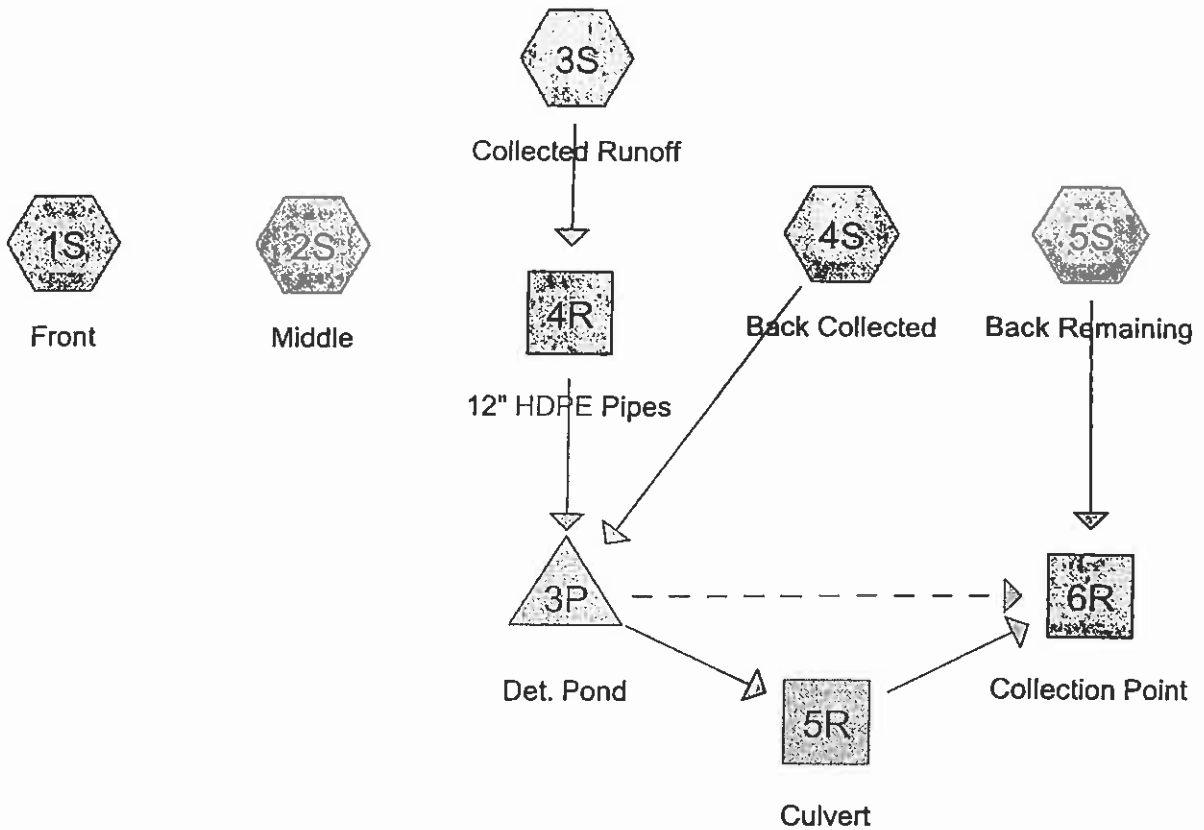 3S
Collected Runoff
1S
2S
4S
5S
Front
Middle
4R
Back Collected
Back Remaining
12" HDPE Pipes
3P
6R
Det. Pond
Collection Point
5R
Culvert